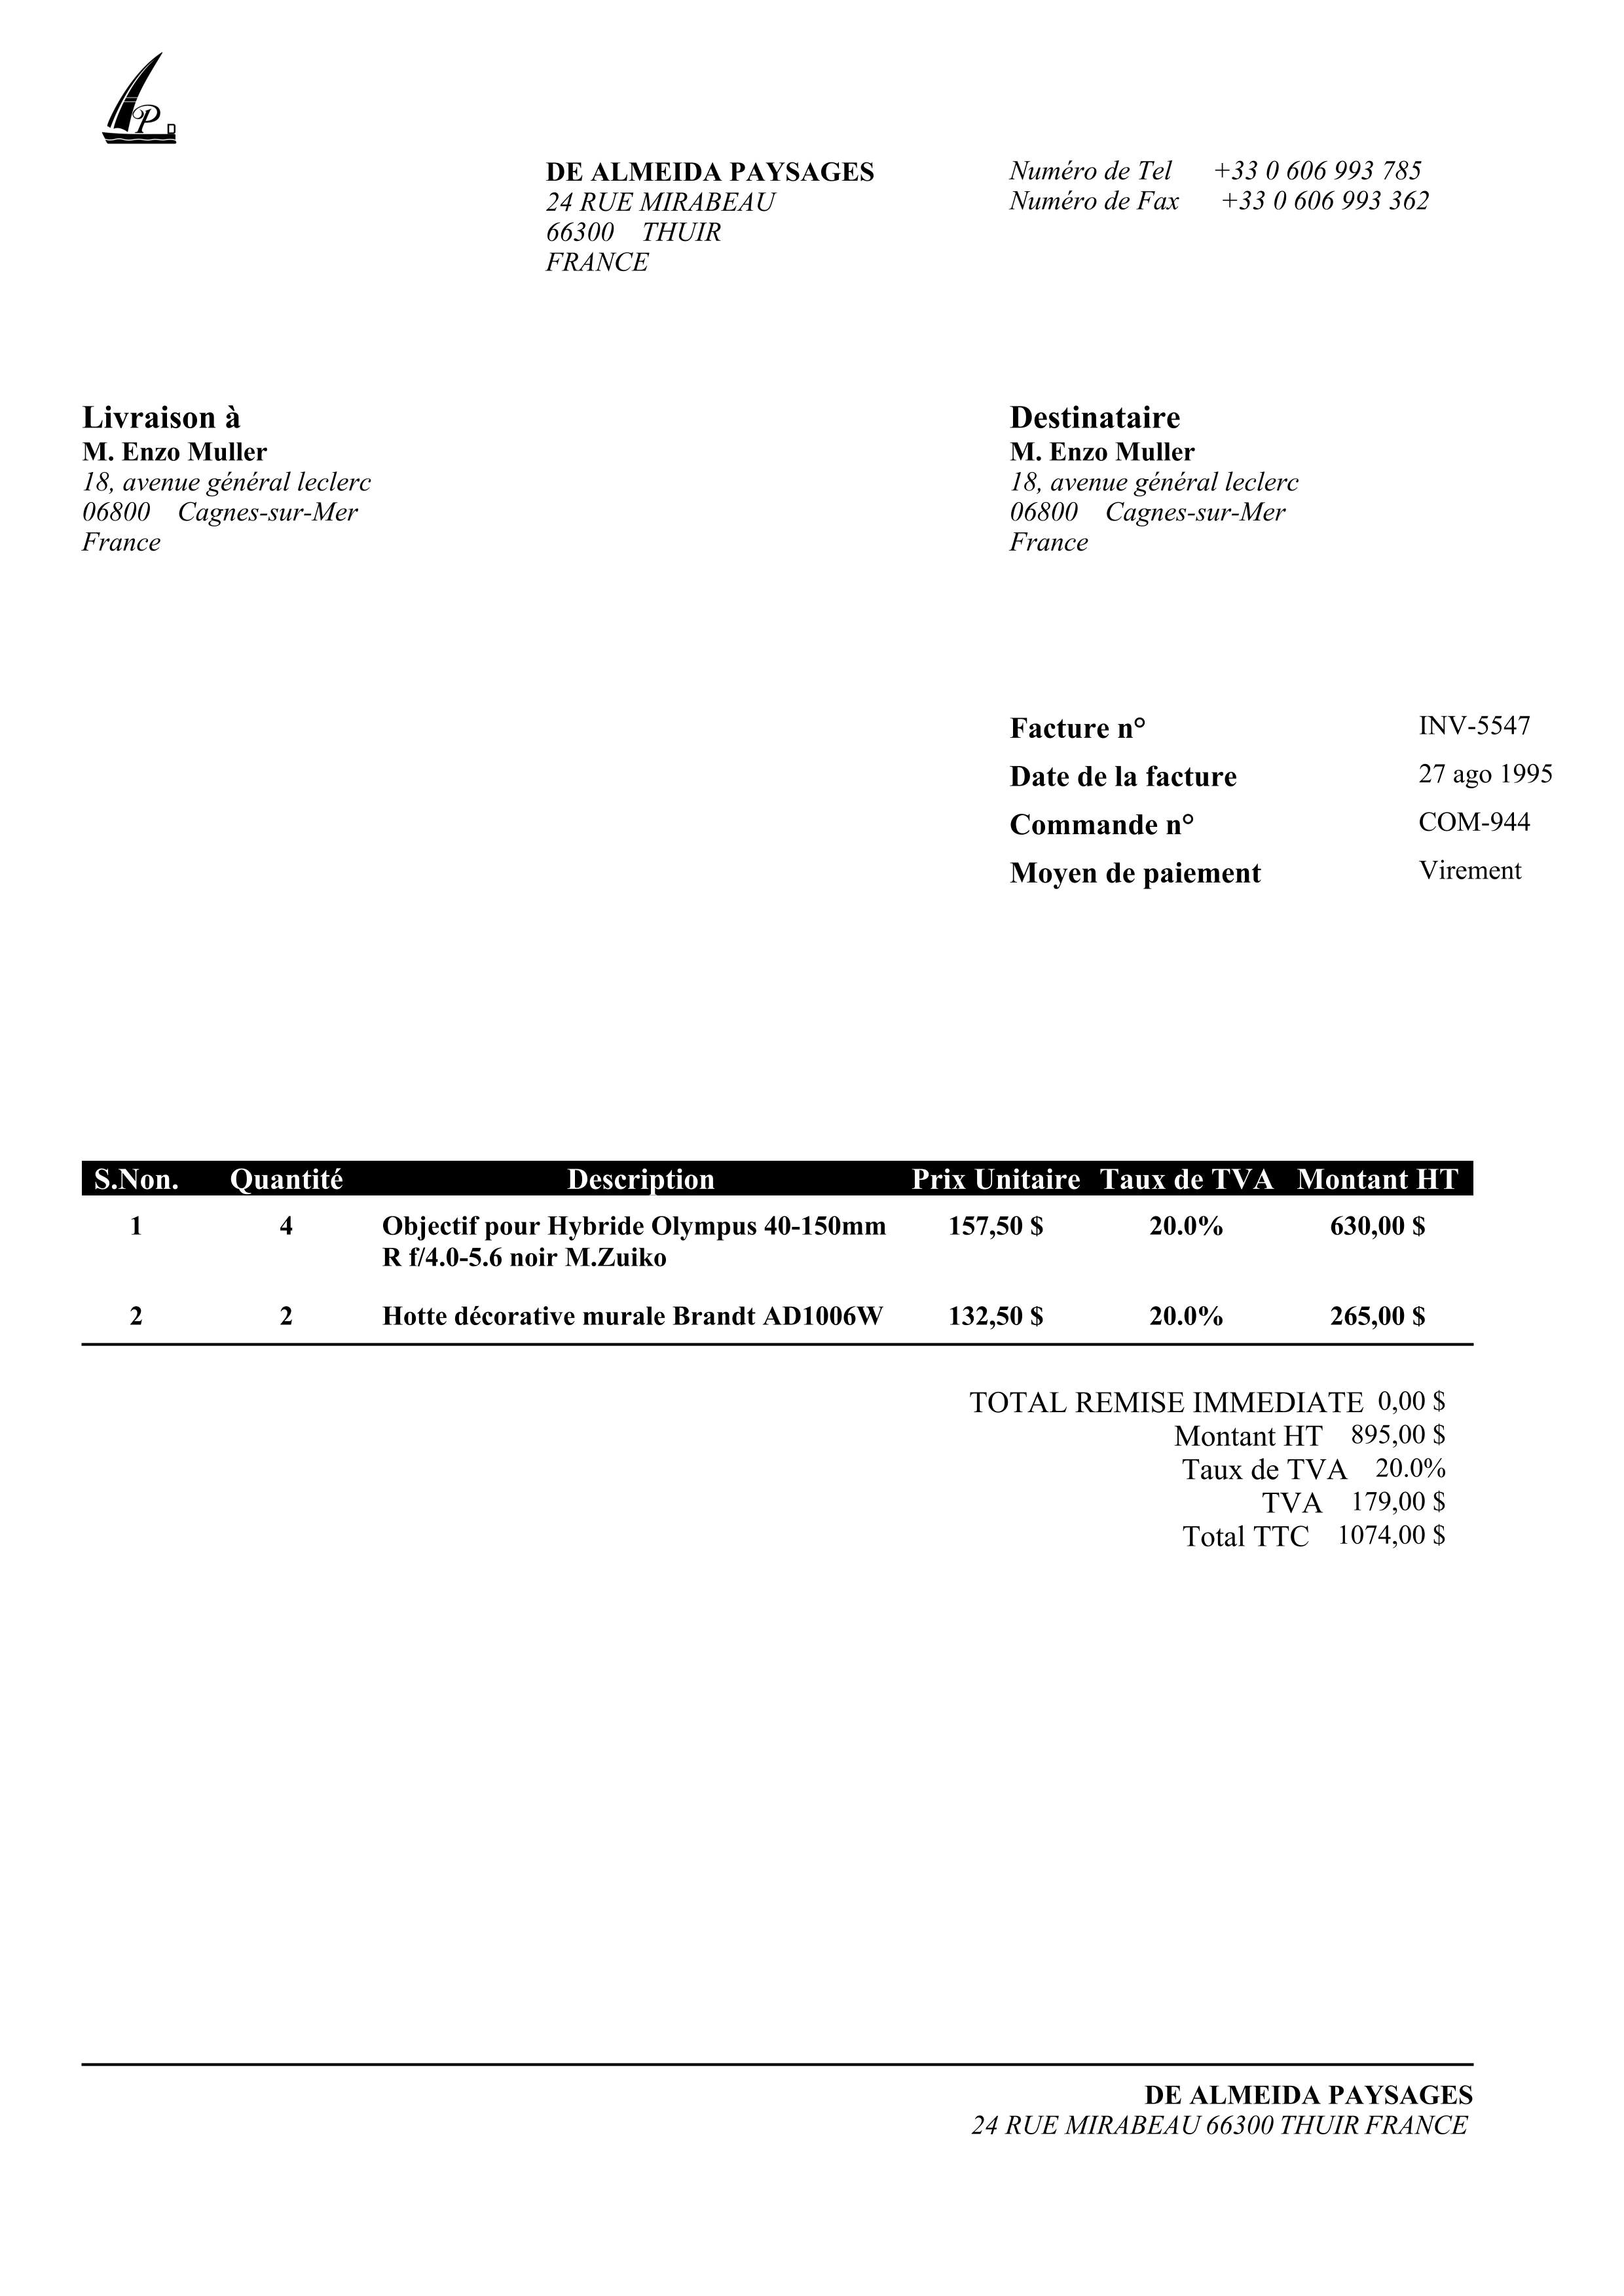 P
DE ALMEIDA PAYSAGES
24 RUE MIRABEAU
66300 THUIR
FRANCE
Numéro de Tel +33 0 606 993 785
Numéro de Fax +33 0 606 993 362
Livraison à
M. Enzo Muller
18, avenue général leclerc
06800 Cagnes-sur-Mer
France
Destinataire
M. Enzo Muller
18, avenue général leclerc
06800 Cagnes-sur-Mer
France
Facture n° INV-5547
Date de la facture 27 ago 1995
Commande n° COM-944
Moyen de paiement Virement
S.Non. Quantité Description Prix Unitaire Taux de TVA Montant HT
1 4 Objectif pour Hybride Olympus 40-150mm 157,50 $ 20.0% 630,00 $
R f/4.0-5.6 noir M.Zuiko
2 2 Hotte décorative murale Brandt AD1006W 132,50 $ 20.0% 265,00 $
TOTAL REMISE IMMEDIATE 0,00 $
Montant HT 895,00 $
Taux de TVA 20.0%
TVA 179,00 $
Total TTC 1074,00 $
DE ALMEIDA PAYSAGES
24 RUE MIRABEAU 66300 THUIR FRANCE